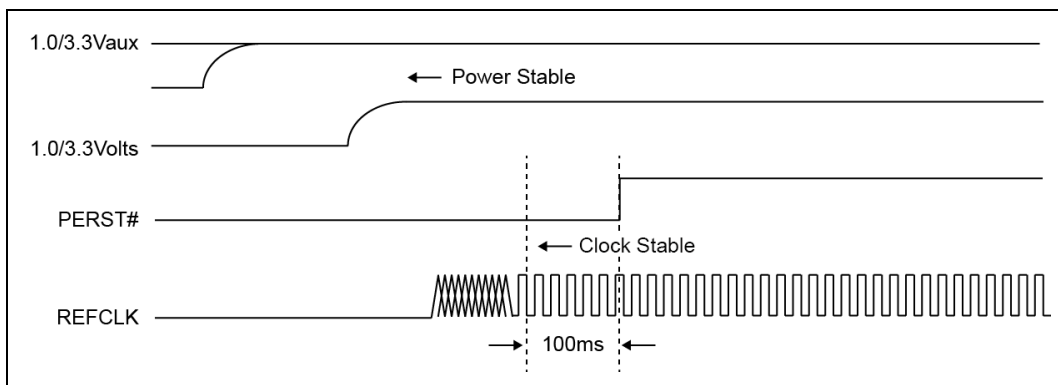 1.0/3.3Vaux
← Power Stable
1.0/3.3Volts
PERST#
← Clock Stable
REFCLK
100ms